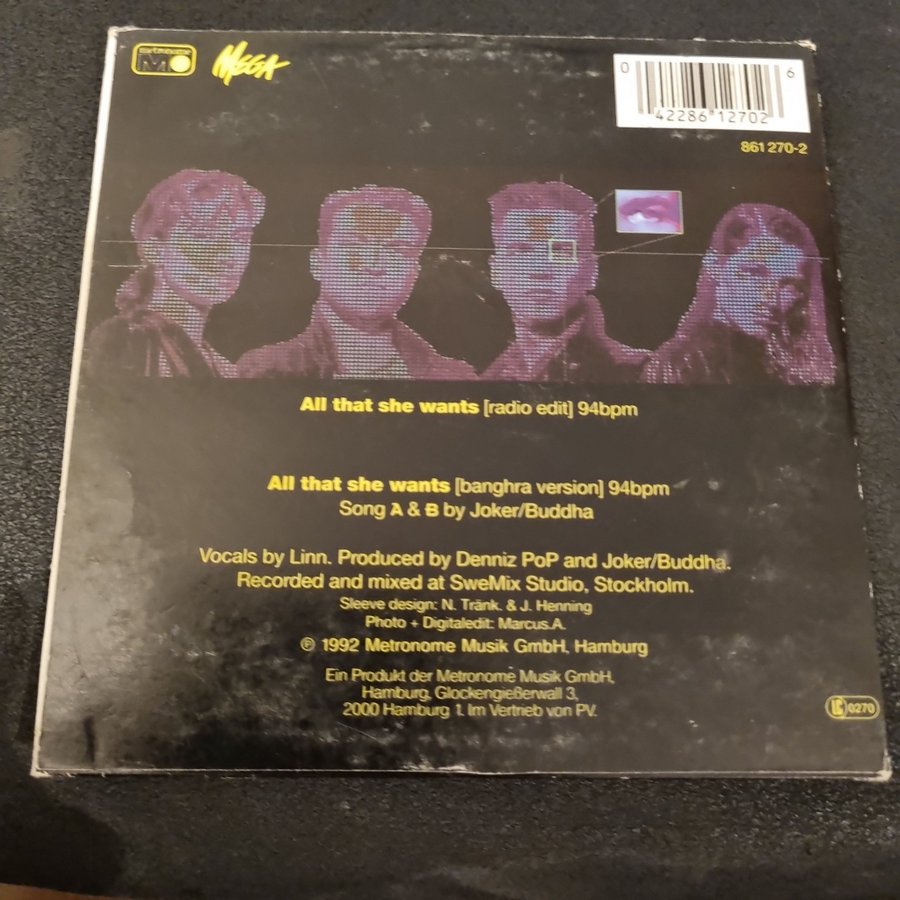 metronome
M
MEGA
0 42286 12702 6
861 270-2
All that she wants [radio edit] 94bpm
All that she wants [banghra version] 94bpm
Song A & B by Joker/Buddha
Vocals by Linn. Produced by Denniz PoP and Joker/Buddha.
Recorded and mixed at SweMix Studio, Stockholm.
Sleeve design: N. Tränk. & J. Henning
Photo + Digitaledit: Marcus.A.
℗ 1992 Metronome Musik GmbH, Hamburg
Ein Produkt der Metronome Musik GmbH,
Hamburg, Glockengießerwall 3,
2000 Hamburg 1. Im Vertrieb von PV.
LC 0270